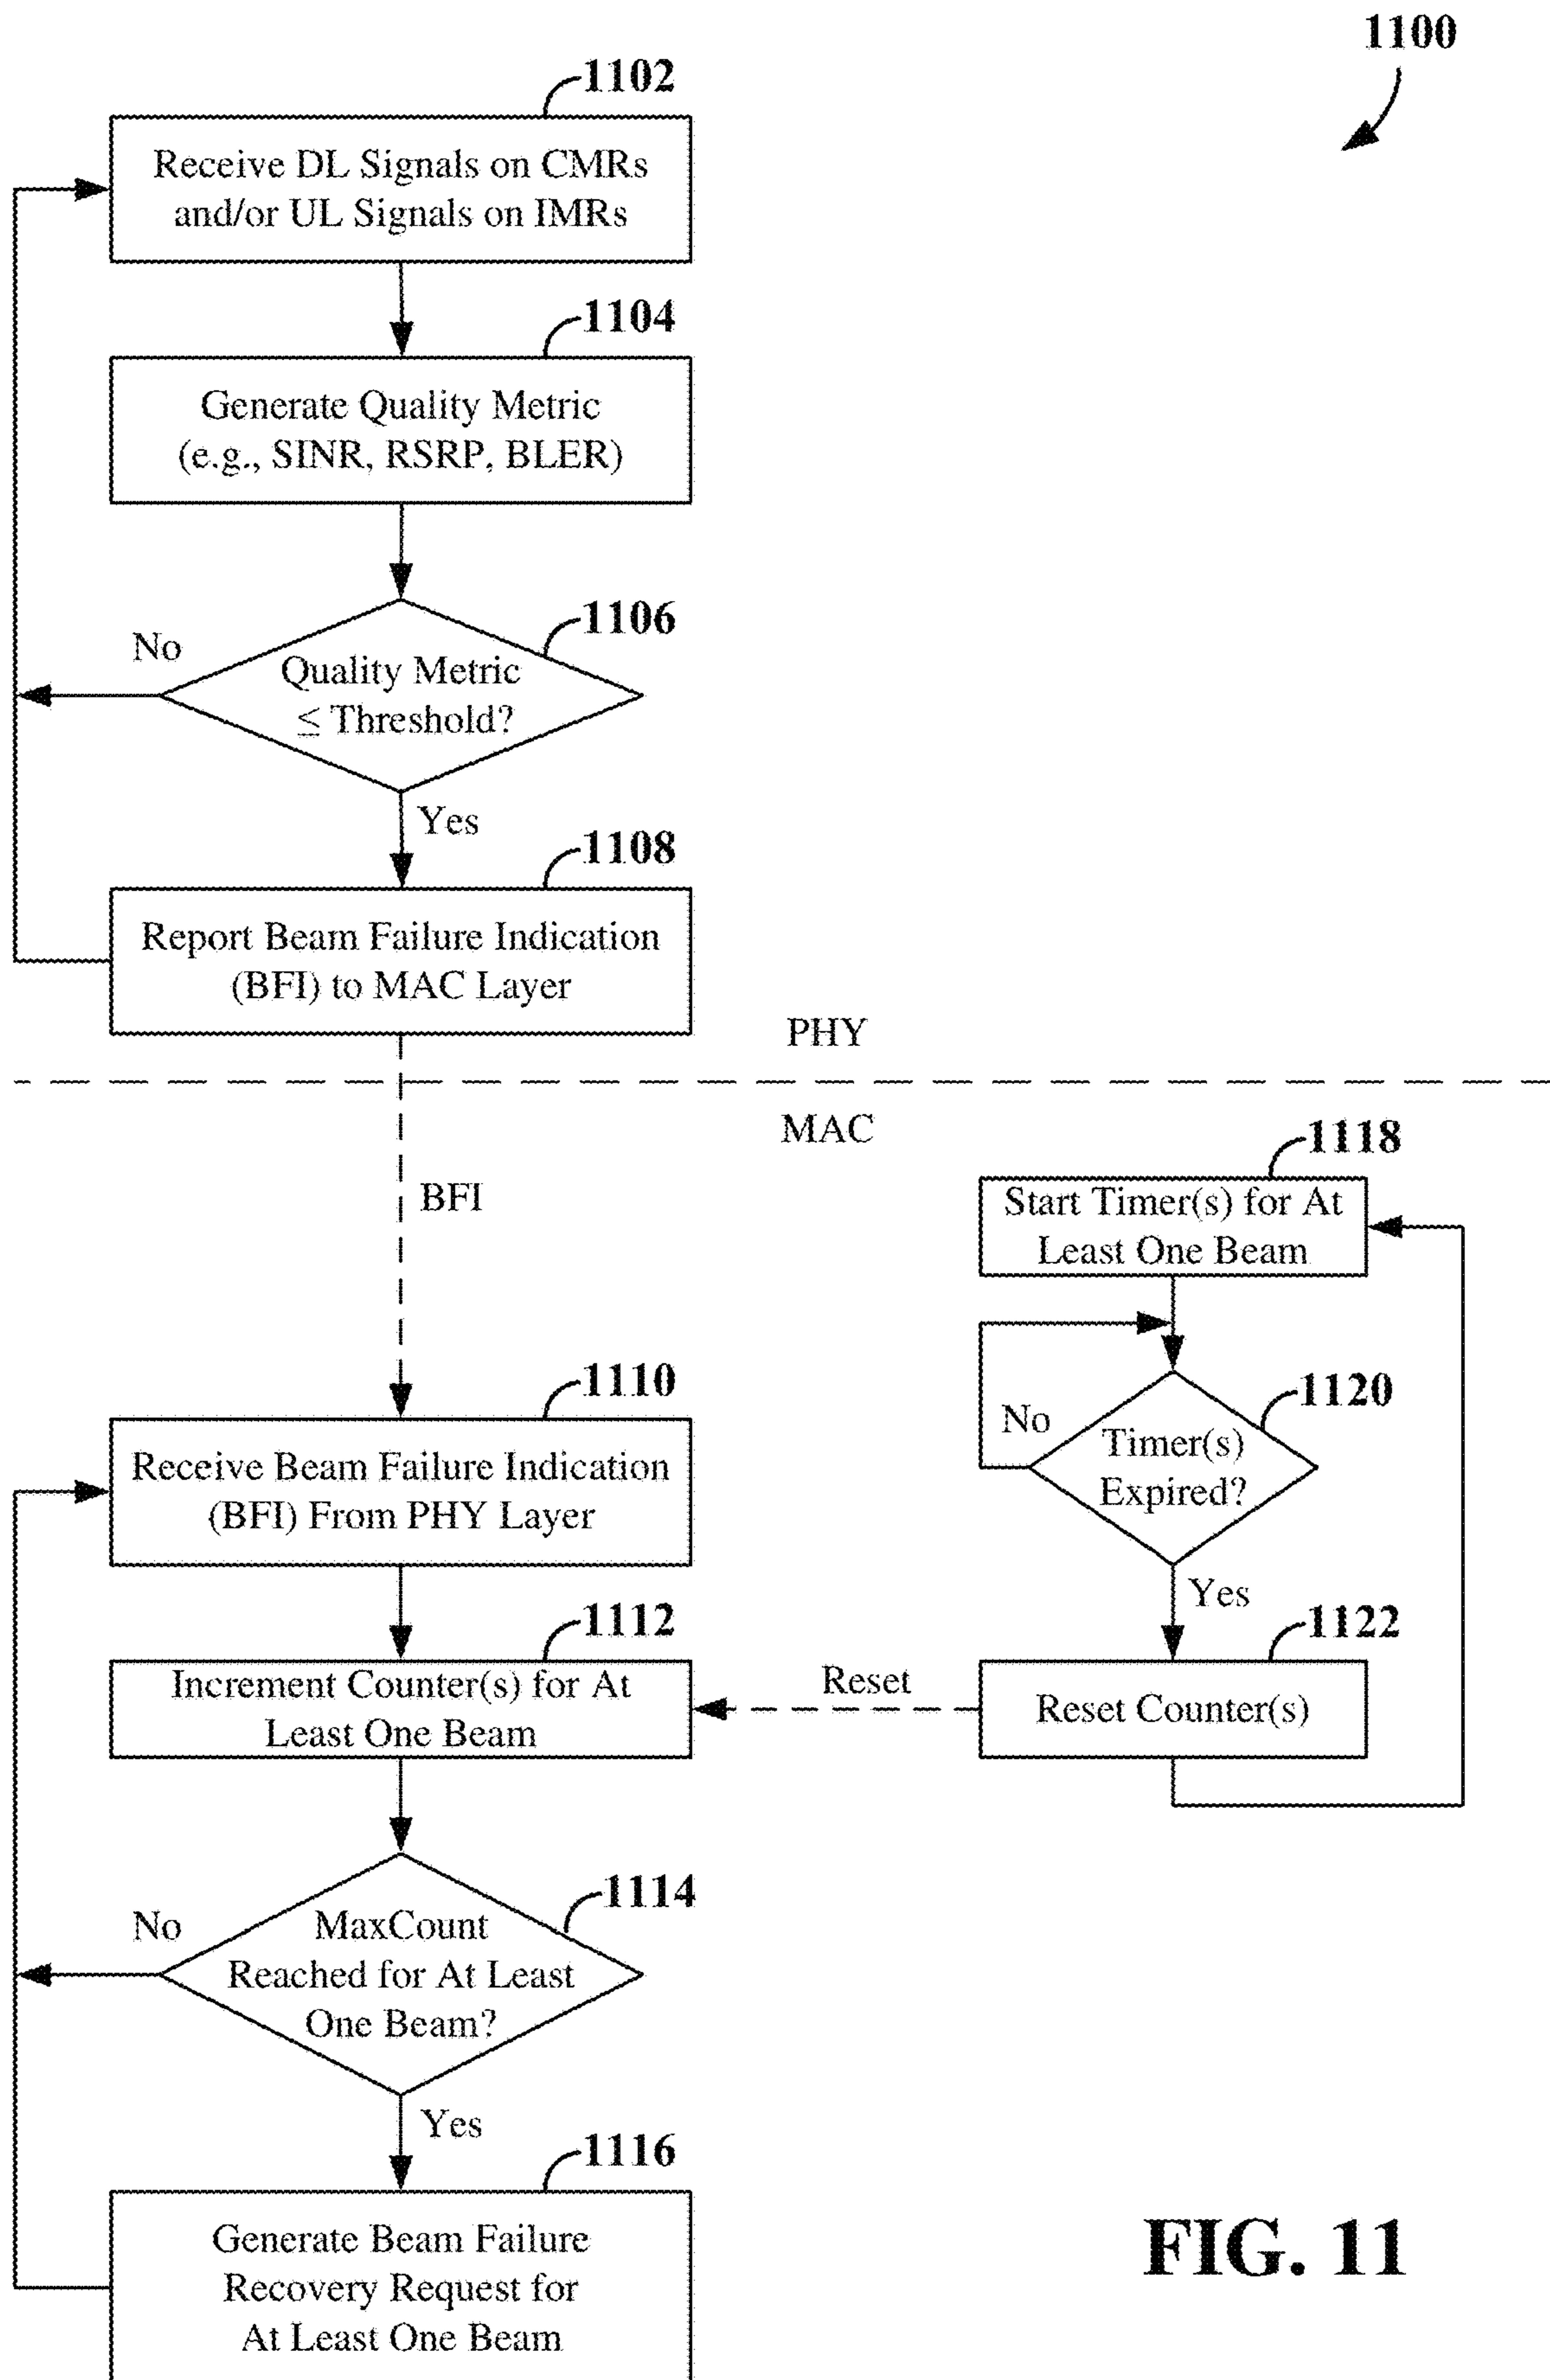 1100
1102
Receive DL Signals on CMRs
and/or UL Signals on IMRs
1104
Generate Quality Metric
(e.g., SINR, RSRP, BLER)
1106
No
Quality Metric
≤ Threshold?
Yes
1108
Report Beam Failure Indication
(BFI) to MAC Layer
PHY
MAC
BFI
1110
Receive Beam Failure Indication
(BFI) From PHY Layer
1112
Increment Counter(s) for At
Least One Beam
1114
No
MaxCount
Reached for At Least
One Beam?
Yes
1116
Generate Beam Failure
Recovery Request for
At Least One Beam
1118
Start Timer(s) for At
Least One Beam
1120
No
Timer(s)
Expired?
Yes
1122
Reset
Reset Counter(s)
FIG. 11